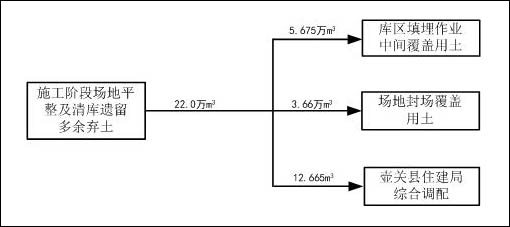 5.675万m³
库区填埋作业
中间覆盖用土
施工阶段场地平
整及清库遗留
多余弃土
22.0万m³
3.66万m³
场地封场覆盖
用土
12.665m³
壶关县住建局
综合调配